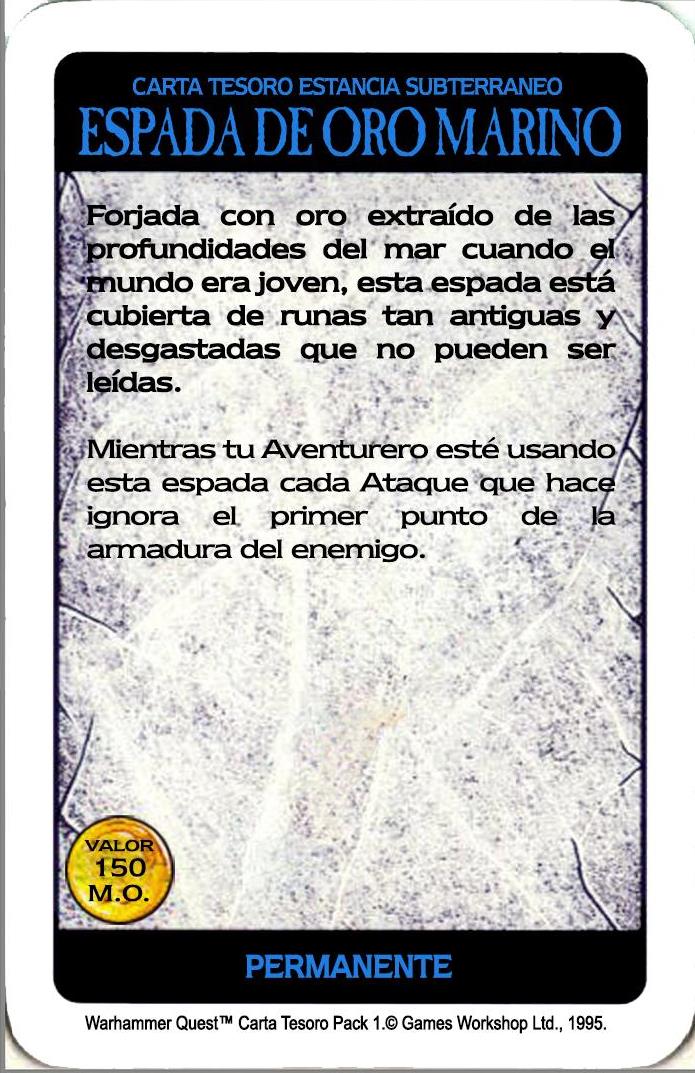 CARTA TESORO ESTANCIA SUBTERRANEO
ESPADA DE ORO MARINO
Forjada con oro extraído de las
profundidades del mar cuando el
mundo era joven, esta espada está
cubierta de runas tan antiguas y
desgastadas que no pueden ser
leídas.
Mientras tu Aventurero esté usando
esta espada cada Ataque que hace
ignora el primer punto de la
armadura del enemigo.
VALOR
150
M.O.
PERMANENTE
Warhammer Quest™ Carta Tesoro Pack 1.© Games Workshop Ltd., 1995.